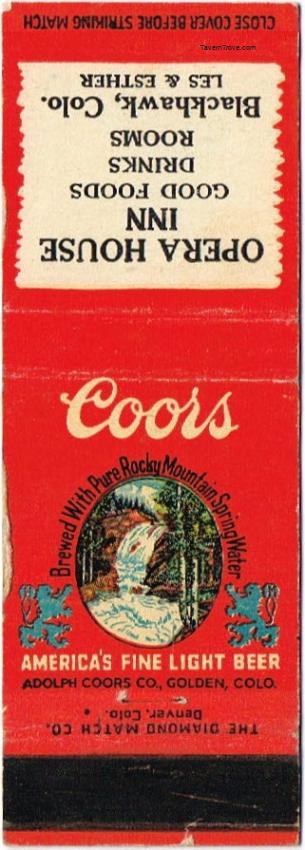 CLOSE COVER BEFORE STRIKING MATCH
TavernTrove.com
OPERA HOUSE
INN
GOOD FOODS
DRINKS
ROOMS
Blackhawk, Colo.
LES & ESTHER
Coors
Brewed With Pure Rocky Mountain Spring Water
AMERICA'S FINE LIGHT BEER
ADOLPH COORS CO., GOLDEN, COLO.
THE DIAMOND MATCH CO.
Denver, Colo.